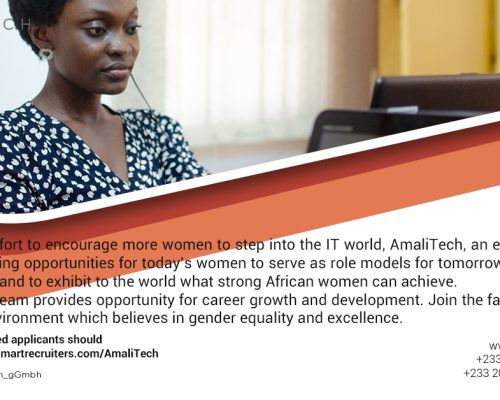 C.H
fort to encourage more women to step into the IT world, AmaliTech, an e
ing opportunities for today's women to serve as role models for tomorrow
and to exhibit to the world what strong African women can achieve.
eam provides opportunity for career growth and development. Join the fa
vironment which believes in gender equality and excellence.
ed applicants should
martrecruiters.com/AmaliTech
n_gGmbh
w
+233
+233 20